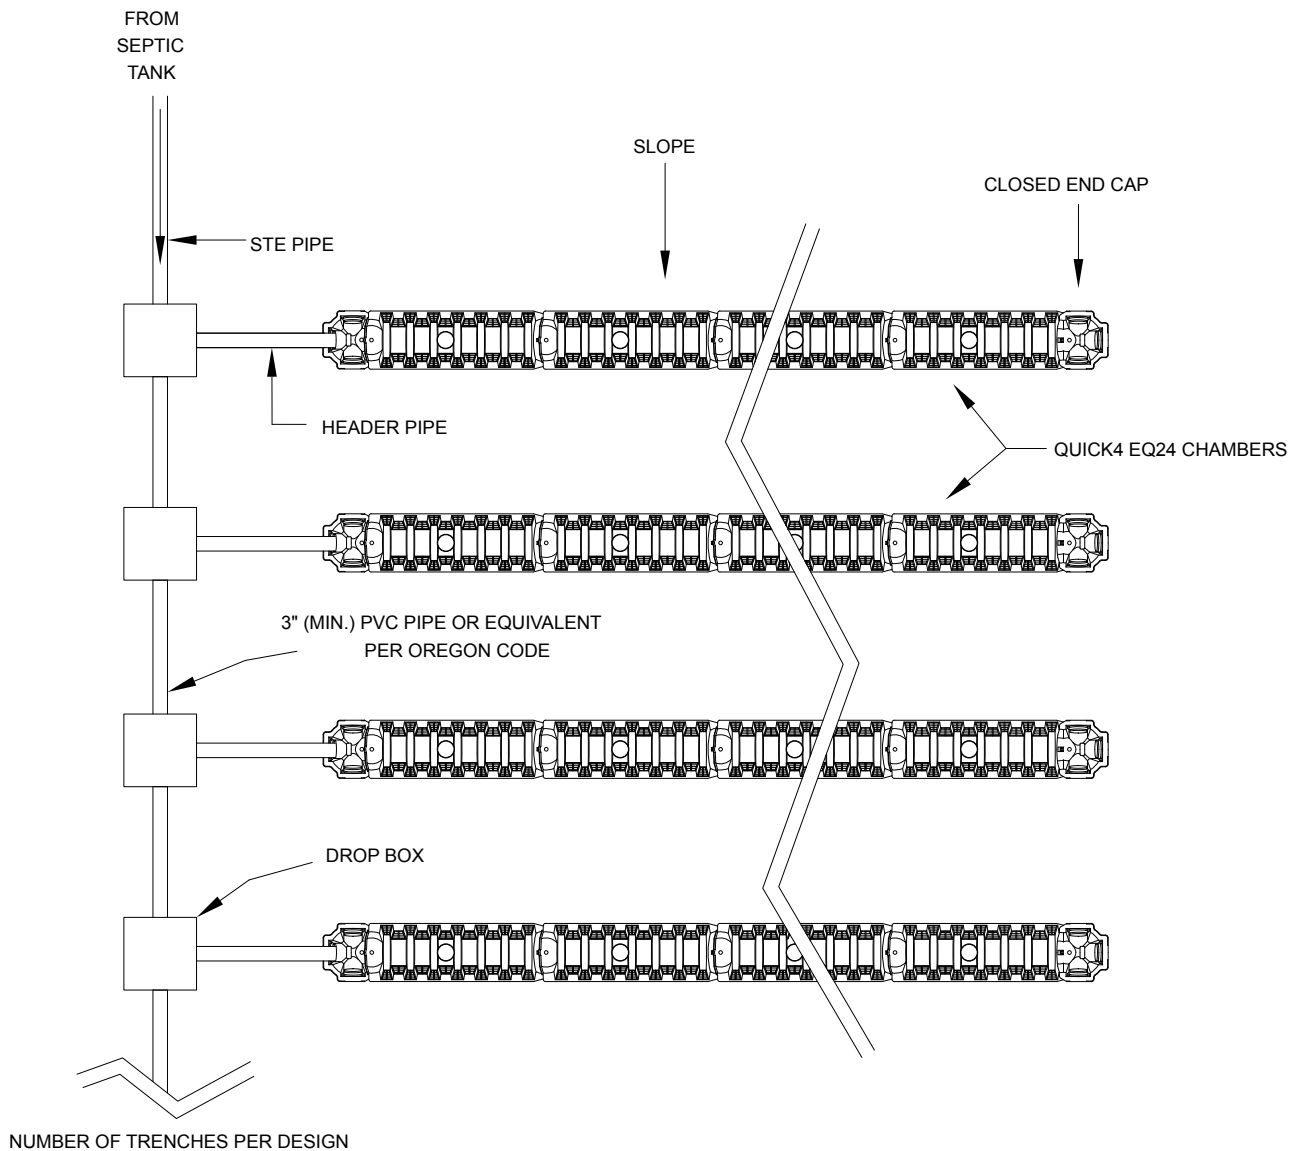 FROM
SEPTIC
TANK
SLOPE
CLOSED END CAP
STE PIPE
HEADER PIPE
QUICK4 EQ24 CHAMBERS
3" (MIN.) PVC PIPE OR EQUIVALENT
PER OREGON CODE
DROP BOX
NUMBER OF TRENCHES PER DESIGN